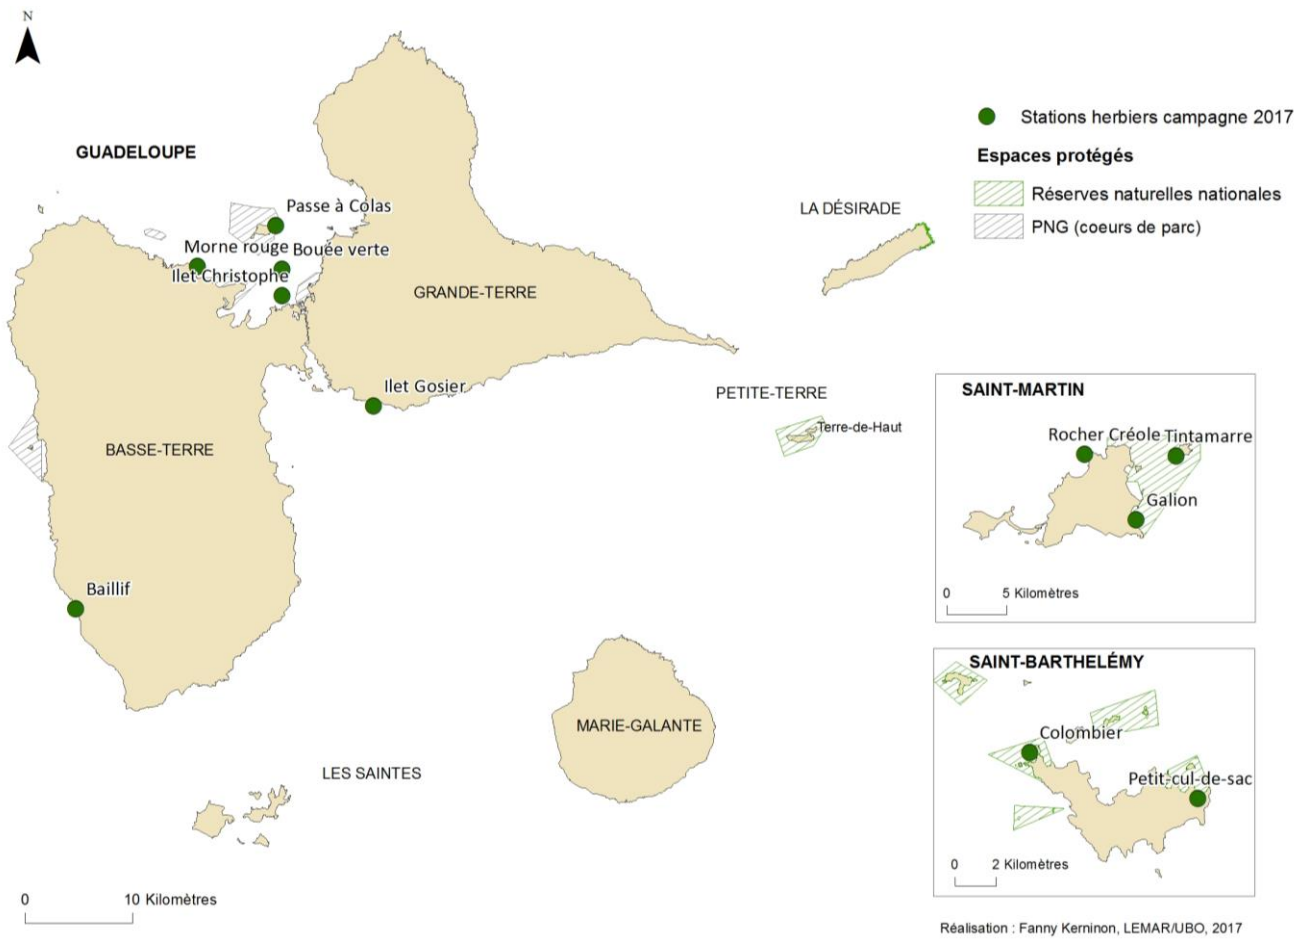 N
GUADELOUPE
Stations herbiers campagne 2017
Espaces protégés
Réserves naturelles nationales
PNG (coeurs de parc)
Passe à Colas
LA DÉSIRADE
Morne rouge
Bouée verte
Ilet Christophe
GRANDE-TERRE
Ilet Gosier
PETITE-TERRE
Terre-de-Haut
BASSE-TERRE
Baillif
MARIE-GALANTE
LES SAINTES
0 10 Kilomètres
SAINT-MARTIN
Rocher Créole
Tintamarre
Galion
0 5 Kilomètres
SAINT-BARTHELÉMY
Colombier
Petit-cul-de-sac
0 2 Kilomètres
Réalisation : Fanny Kerninon, LEMAR/UBO, 2017